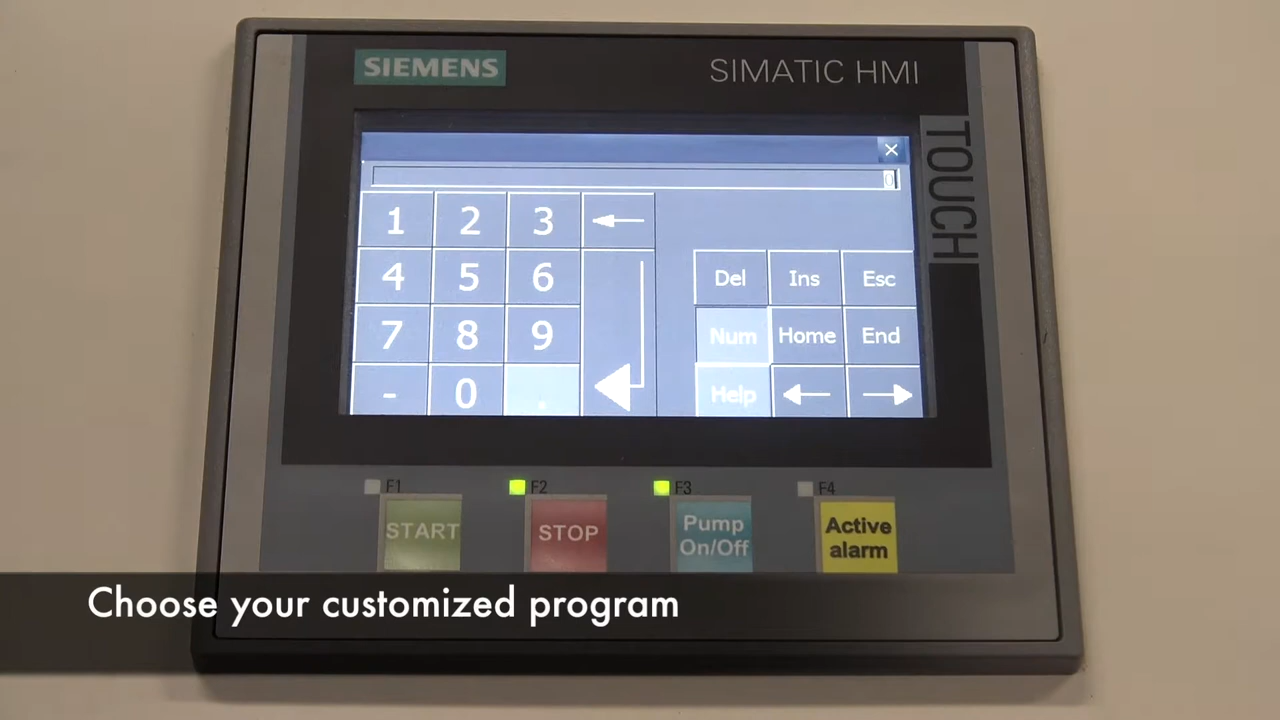 SIEMENS
SIMATIC HMI
TOUCH
0
1 2 3
4 5 6 Del Ins Esc
7 8 9 Num Home End
- 0 . Help
F1 F2 F3 F4
START STOP Pump On/Off Active alarm
Choose your customized program